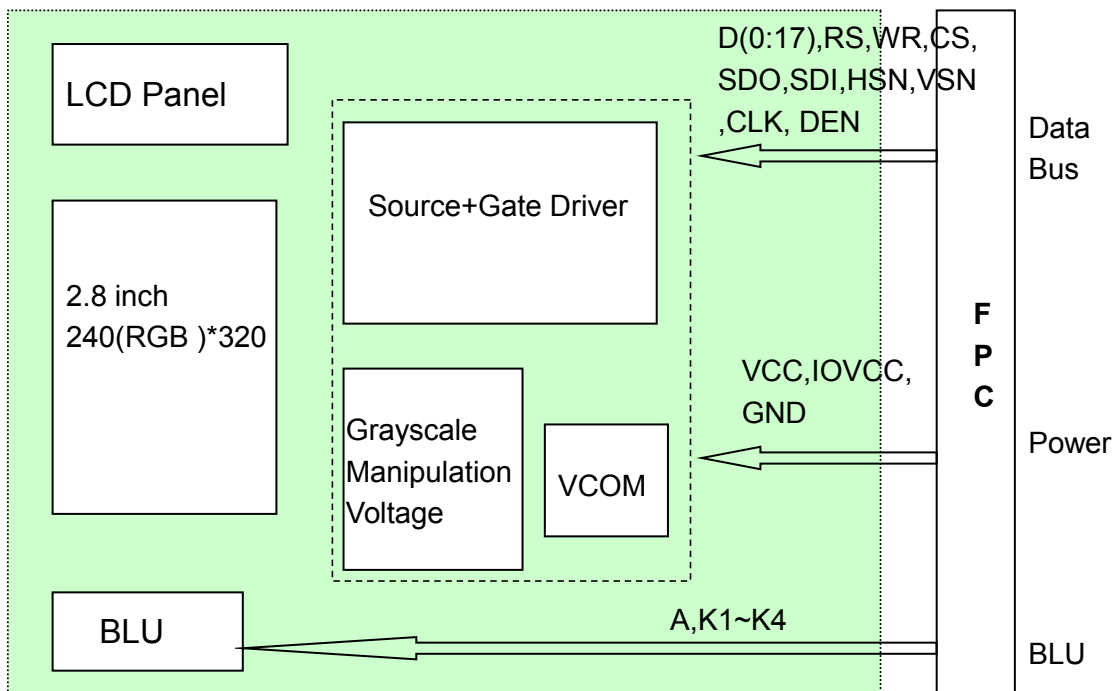 D(0:17),RS,WR,CS,
SDO,SDI,HSN,VSN
,CLK, DEN
LCD Panel
Data
Bus
Source+Gate Driver
2.8 inch
240(RGB )*320
F
P
C
VCC,IOVCC,
GND
Grayscale
Manipulation
Voltage
VCOM
Power
BLU
A,K1~K4
BLU